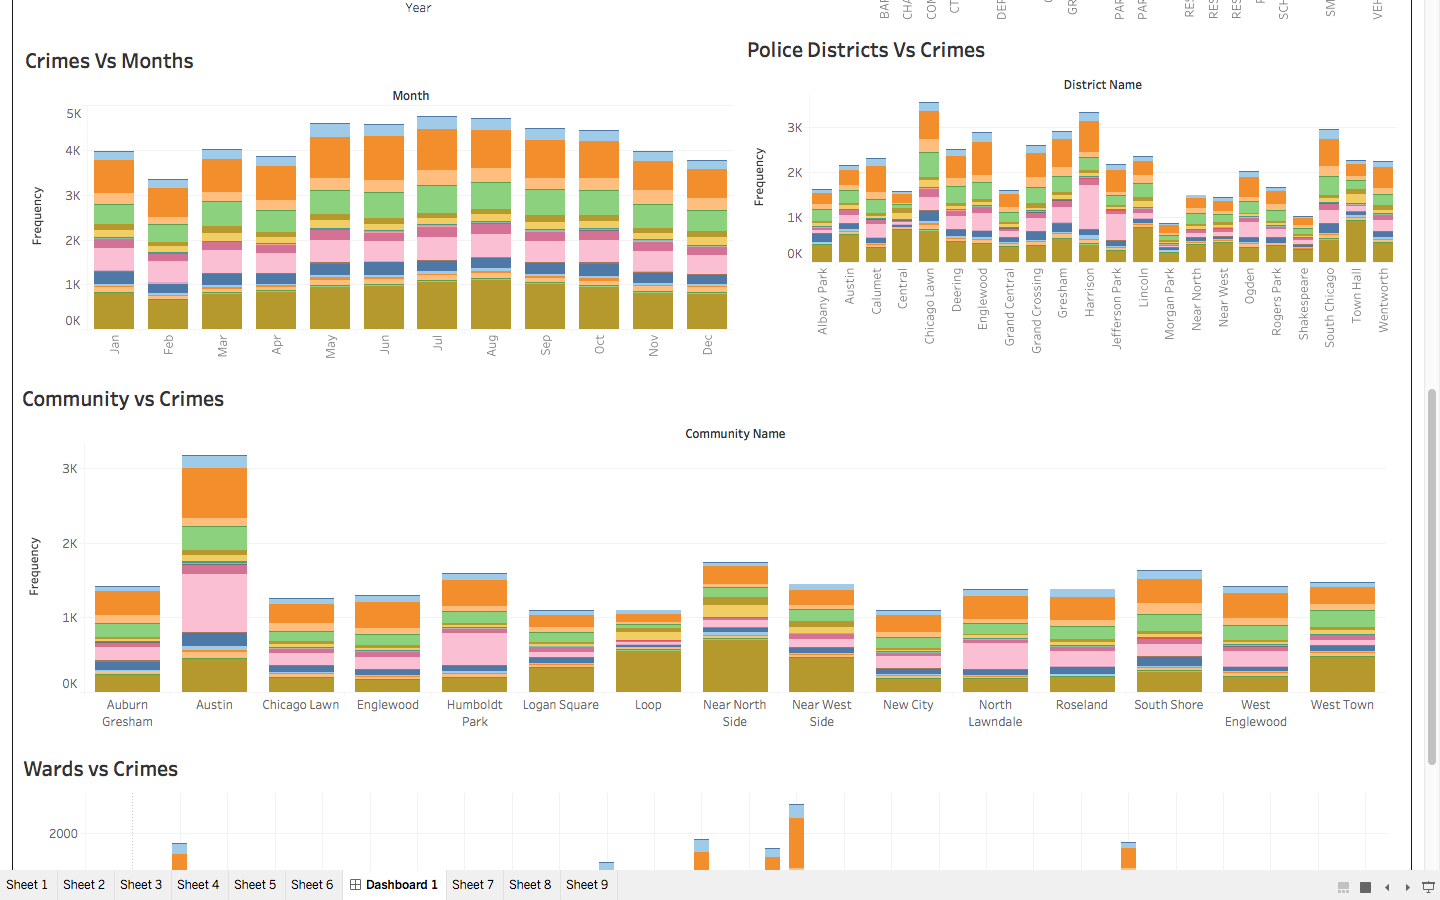 Year
Crimes Vs Months
Month
Frequency
5K
4K
3K
2K
1K
0K
Jan
Feb
Mar
Apr
May
Jun
Jul
Aug
Sep
Oct
Nov
Dec
Police Districts Vs Crimes
District Name
Frequency
3K
2K
1K
0K
Albany Park
Austin
Calumet
Central
Chicago Lawn
Deering
Englewood
Grand Central
Grand Crossing
Gresham
Harrison
Jefferson Park
Lincoln
Morgan Park
Near North
Near West
Ogden
Rogers Park
Shakespeare
South Chicago
Town Hall
Wentworth
Community vs Crimes
Community Name
Frequency
3K
2K
1K
0K
Auburn
Gresham
Austin
Chicago Lawn
Englewood
Humboldt
Park
Logan Square
Loop
Near North
Side
Near West
Side
New City
North
Lawndale
Roseland
South Shore
West
Englewood
West Town
Wards vs Crimes
2000
Sheet 1
Sheet 2
Sheet 3
Sheet 4
Sheet 5
Sheet 6
Dashboard 1
Sheet 7
Sheet 8
Sheet 9